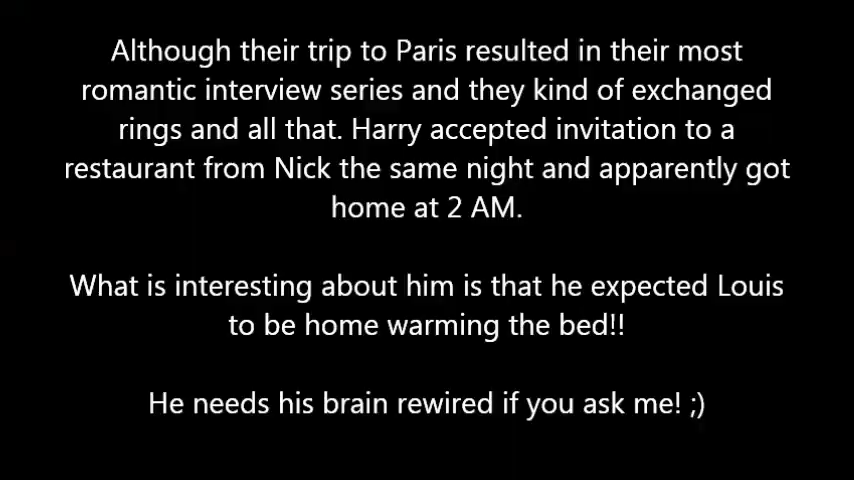 Although their trip to Paris resulted in their most
romantic interview series and they kind of exchanged
rings and all that. Harry accepted invitation to a
restaurant from Nick the same night and apparently got
home at 2 AM.
What is interesting about him is that he expected Louis
to be home warming the bed!!
He needs his brain rewired if you ask me! ;)